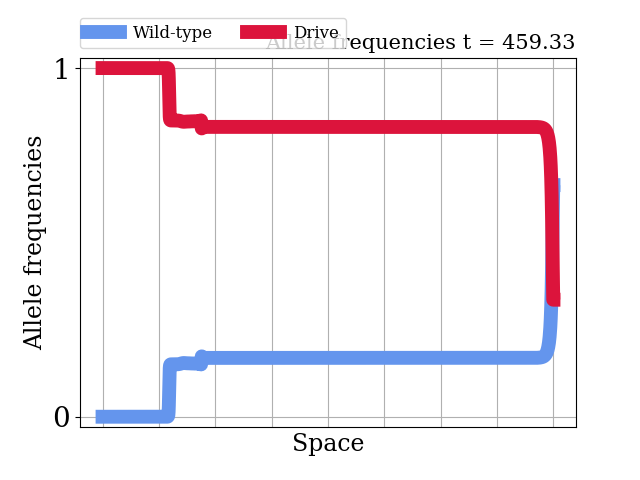 Wild-type Drive
Allele frequencies t = 459.33
1
Allele frequencies
0
Space